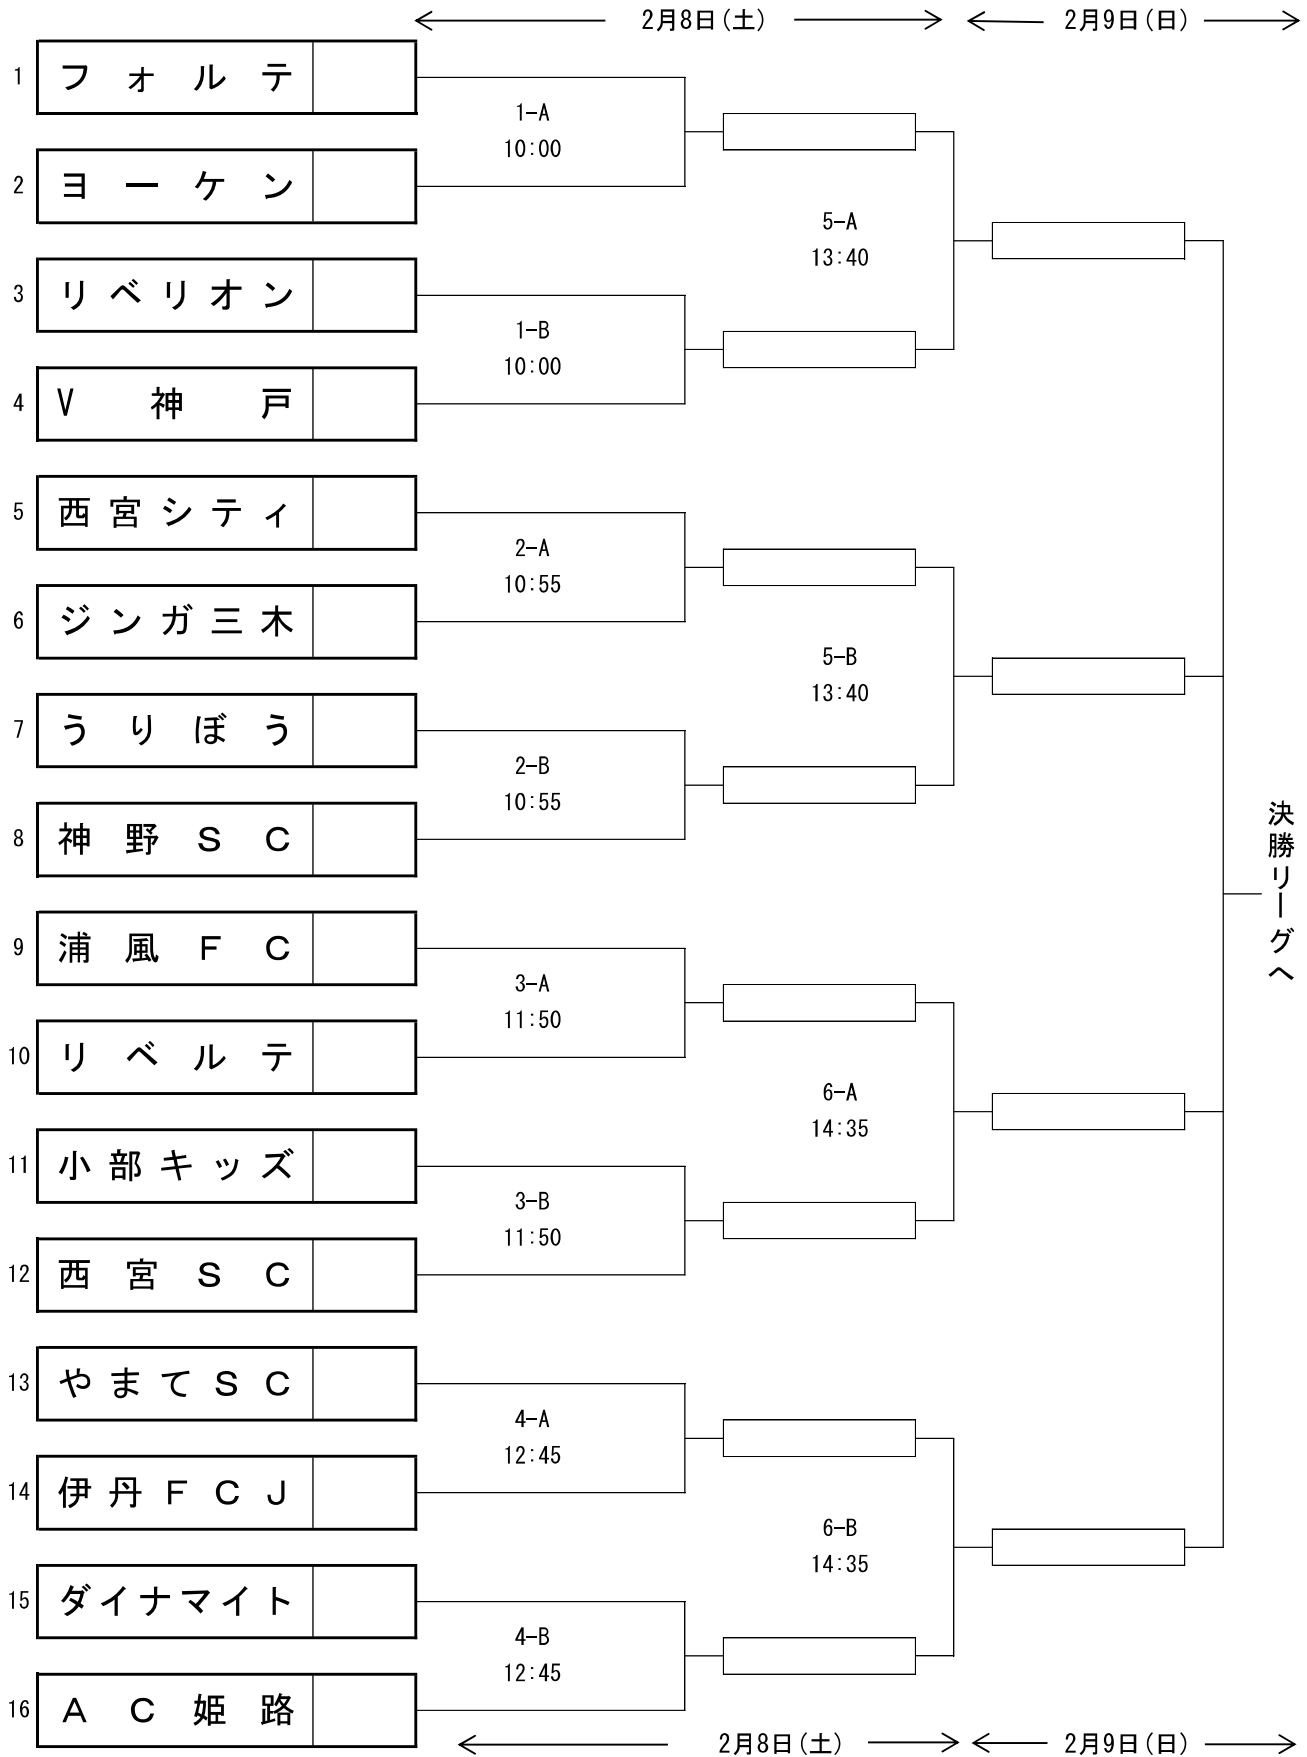 2月8日(土)
2月9日(日)
1 フォルテ
1-A
10:00
2 ヨーケン
5-A
13:40
3 リベリオン
1-B
10:00
4 V神戸
5 西宮シティ
2-A
10:55
6 ジンガ三木
5-B
13:40
7 うりぼう
2-B
10:55
8 神野SC
決勝リーグへ
9 浦風FC
3-A
11:50
10 リベルテ
6-A
14:35
11 小部キッズ
3-B
11:50
12 西宮SC
13 やまてSC
4-A
12:45
14 伊丹FCJ
6-B
14:35
15 ダイナマイト
4-B
12:45
16 AC姫路
2月8日(土)
2月9日(日)